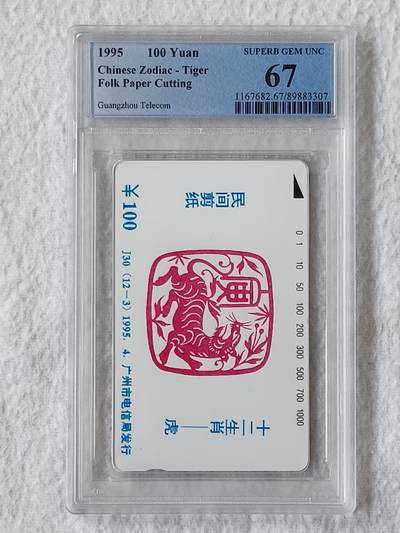 1995 100 Yuan
Chinese Zodiac - Tiger
Folk Paper Cutting
Guangzhou Telecom
SUPERB GEM UNC
67
1167682.67/89883307
民间剪纸
十二生肖——虎
寅
￥100
J30（12-3）1995．4．广州市电信局发行
0 1 10 50 100 200 300 500 700 1000